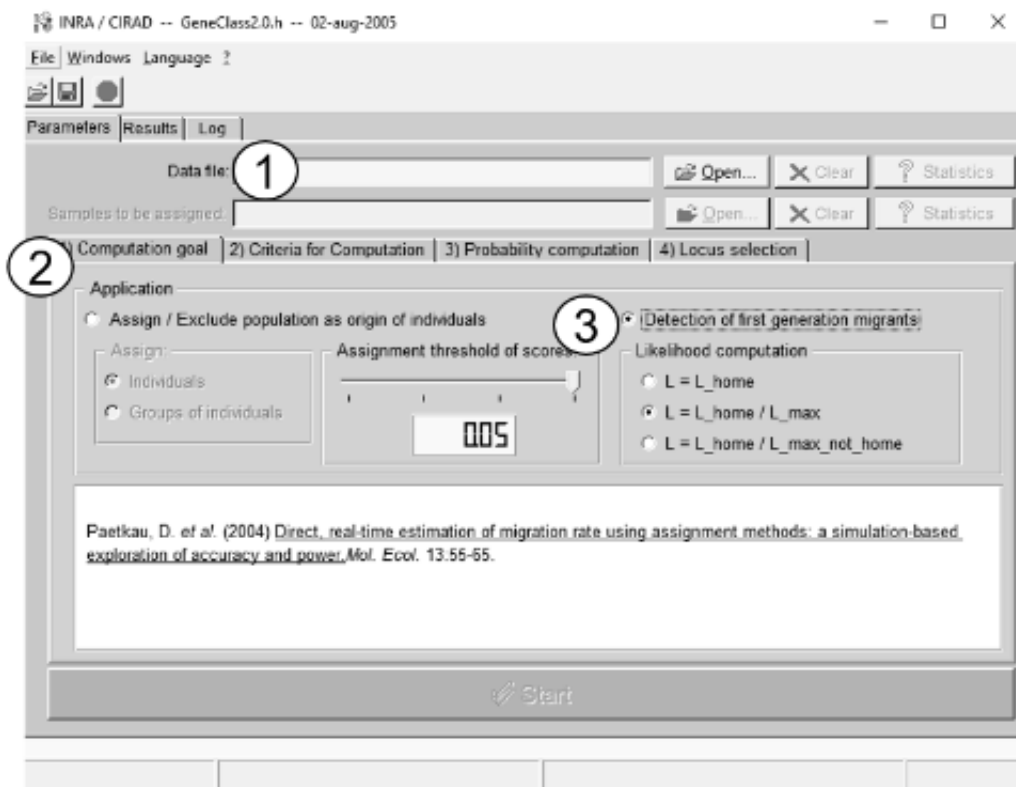 INRA / CIRAD -- GeneClass2.0.h -- 02-aug-2005
File Windows Language ?
Parameters Results Log
Data file: 1 Open... Clear ? Statistics
Samples to be assigned: Open... Clear ? Statistics
2 1) Computation goal 2) Criteria for Computation 3) Probability computation 4) Locus selection
Application
Assign / Exclude population as origin of individuals 3 Detection of first generation migrants
Assign: Assignment threshold of scores: Likelihood computation
Individuals L = L_home
Groups of individuals L = L_home / L_max
0.05 L = L_home / L_max_not_home
Paetkau, D. et al. (2004) Direct, real-time estimation of migration rate using assignment methods: a simulation-based
exploration of accuracy and power. Mol. Ecol. 13:55-65.
Start